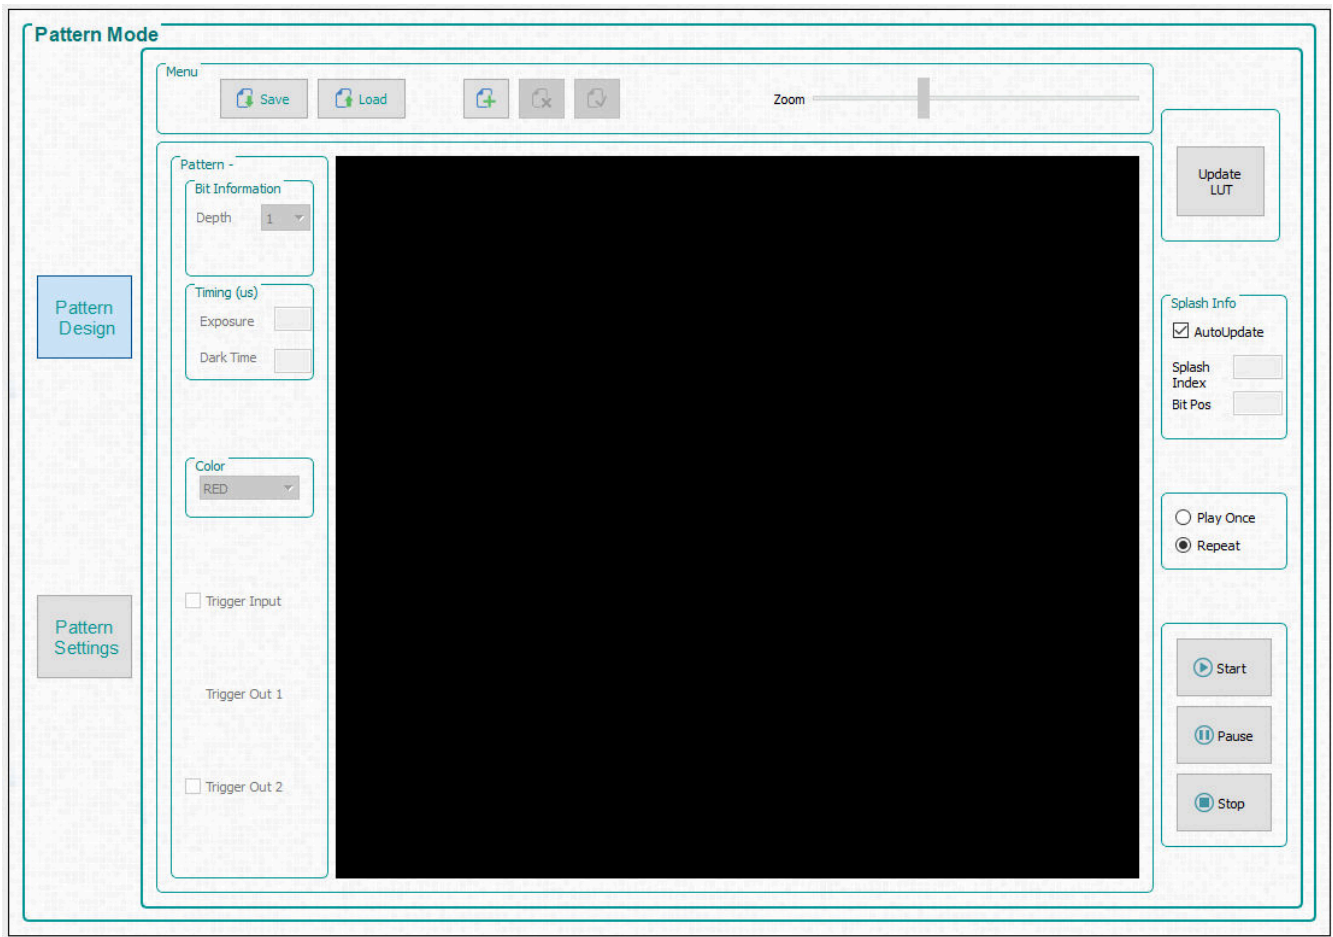 Pattern Mode
Menu
Save
Load
Zoom
Update
LUT
Pattern -
Bit Information
Depth
1
Timing (us)
Exposure
Dark Time
Color
RED
Trigger Input
Trigger Out 1
Trigger Out 2
Pattern
Design
Pattern
Settings
Splash Info
AutoUpdate
Splash
Index
Bit Pos
Play Once
Repeat
Start
Pause
Stop